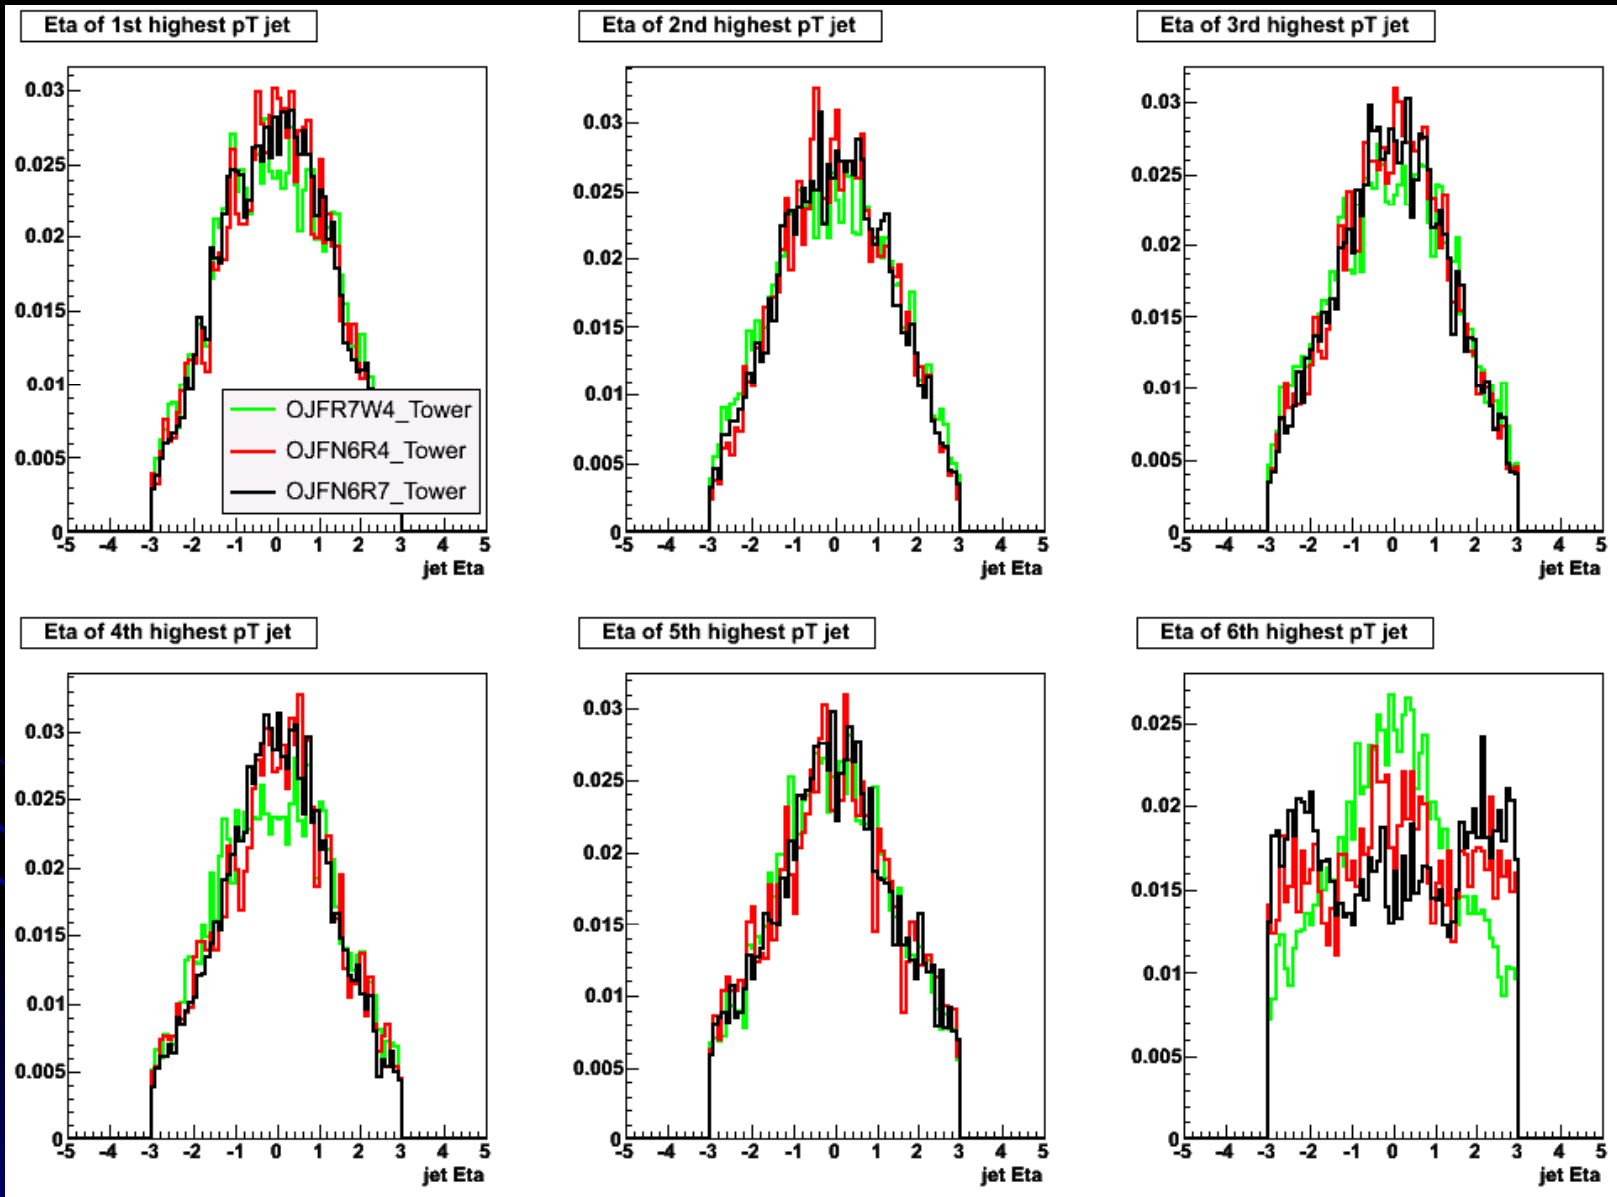 Eta of 1st highest pT jet
0.03
0.025
0.02
0.015
0.01
0.005
0
-5 -4 -3 -2 -1 0 1 2 3 4 5
jet Eta
OJFR7W4_Tower
OJFN6R4_Tower
OJFN6R7_Tower
Eta of 2nd highest pT jet
0.03
0.025
0.02
0.015
0.01
0.005
0
-5 -4 -3 -2 -1 0 1 2 3 4 5
jet Eta
Eta of 3rd highest pT jet
0.03
0.025
0.02
0.015
0.01
0.005
0
-5 -4 -3 -2 -1 0 1 2 3 4 5
jet Eta
Eta of 4th highest pT jet
0.03
0.025
0.02
0.015
0.01
0.005
0
-5 -4 -3 -2 -1 0 1 2 3 4 5
jet Eta
Eta of 5th highest pT jet
0.03
0.025
0.02
0.015
0.01
0.005
0
-5 -4 -3 -2 -1 0 1 2 3 4 5
jet Eta
Eta of 6th highest pT jet
0.025
0.02
0.015
0.01
0.005
0
-5 -4 -3 -2 -1 0 1 2 3 4 5
jet Eta